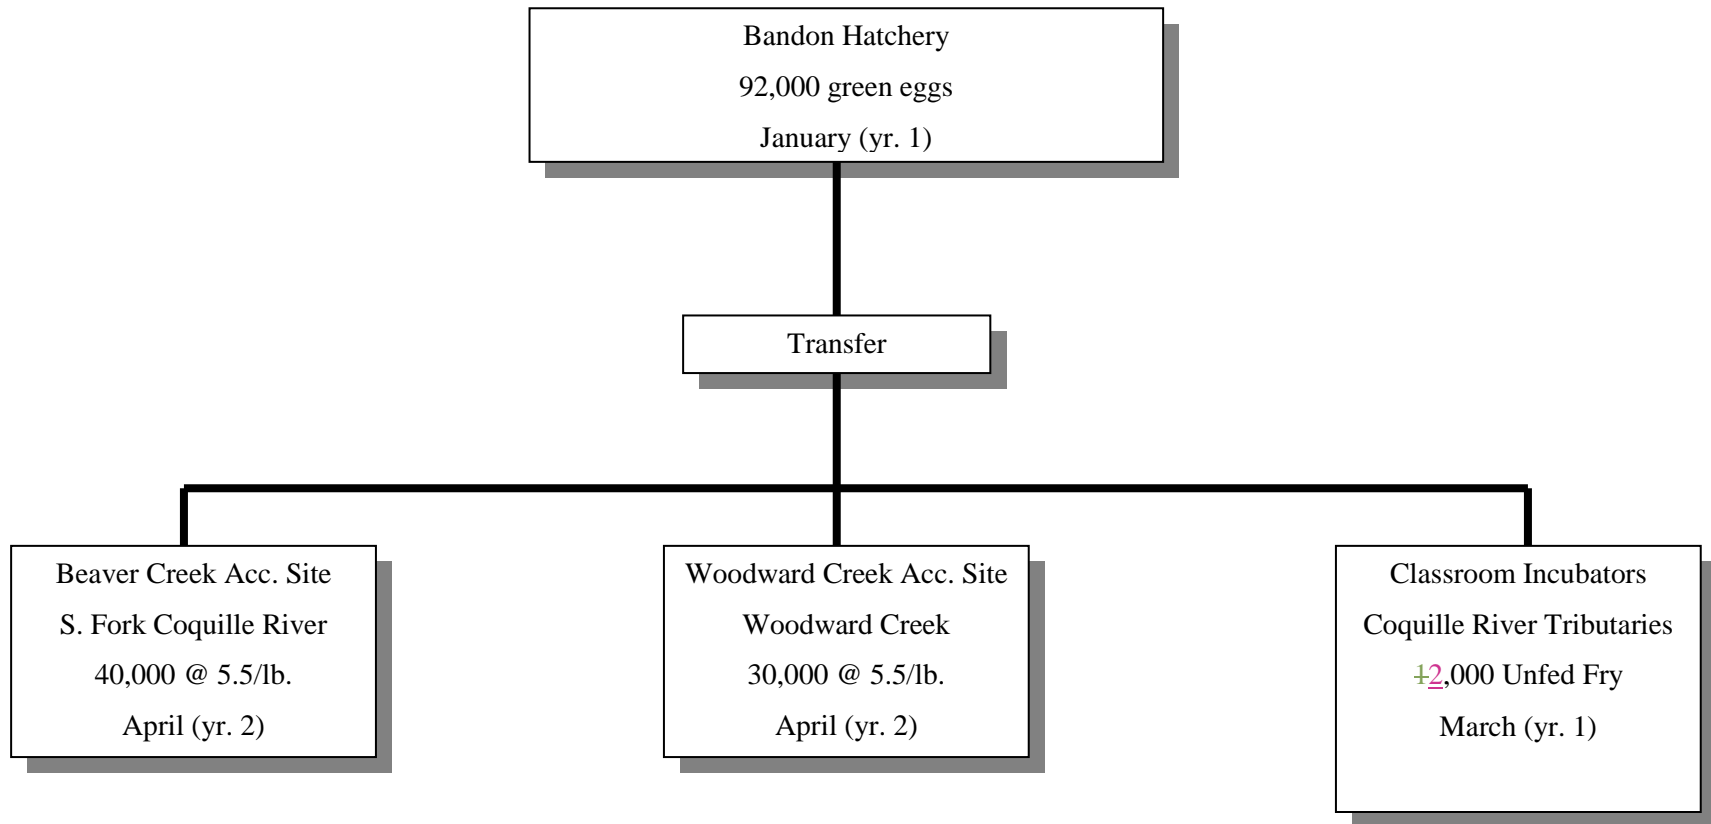 Bandon Hatchery
92,000 green eggs
January (yr. 1)
Transfer
Beaver Creek Acc. Site
S. Fork Coquille River
40,000 @ 5.5/lb.
April (yr. 2)
Woodward Creek Acc. Site
Woodward Creek
30,000 @ 5.5/lb.
April (yr. 2)
Classroom Incubators
Coquille River Tributaries
12,000 Unfed Fry
March (yr. 1)